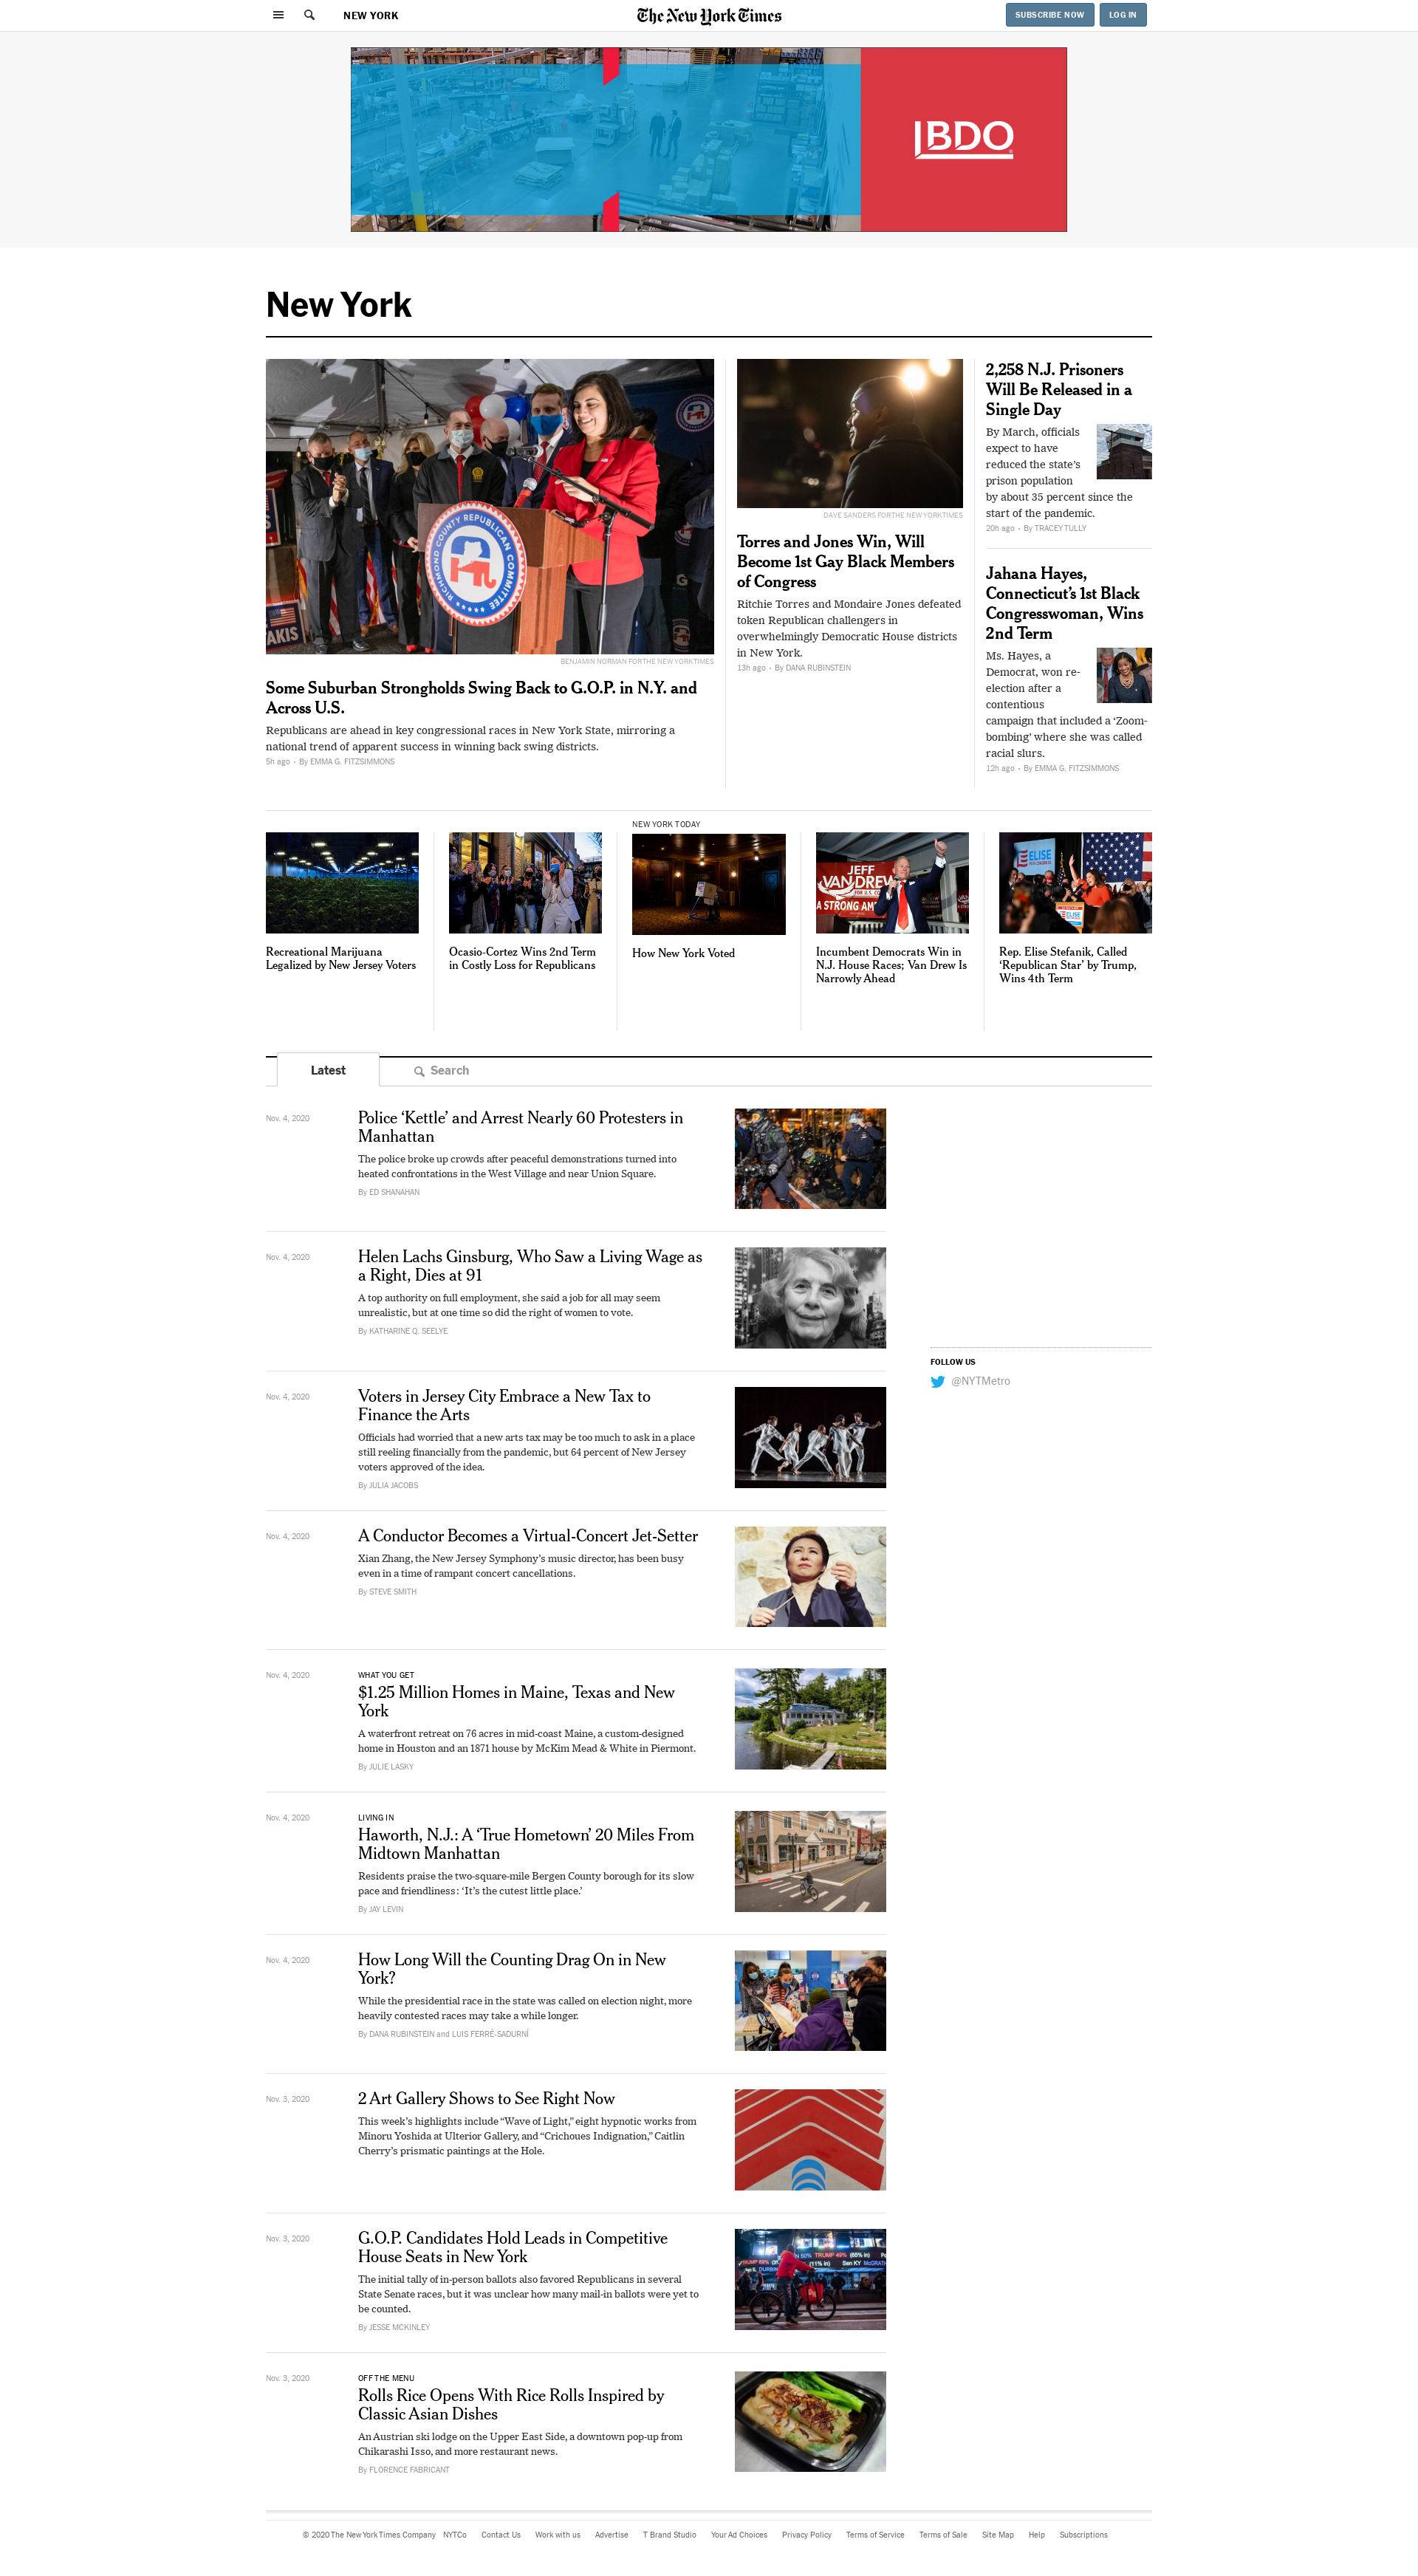 NEW YORK
The New York Times
SUBSCRIBE NOW
LOG IN
IBDO
New York
BENJAMIN NORMAN FOR THE NEW YORK TIMES
Some Suburban Strongholds Swing Back to G.O.P. in N.Y. and
Across U.S.
Republicans are ahead in key congressional races in New York State, mirroring a
national trend of apparent success in winning back swing districts.
5h ago • By EMMA G. FITZSIMMONS
DAVE SANDERS FOR THE NEW YORK TIMES
Torres and Jones Win, Will
Become 1st Gay Black Members
of Congress
Ritchie Torres and Mondaire Jones defeated
token Republican challengers in
overwhelmingly Democratic House districts
in New York.
13h ago • By DANA RUBINSTEIN
2,258 N.J. Prisoners
Will Be Released in a
Single Day
By March, officials
expect to have
reduced the state’s
prison population
by about 35 percent since the
start of the pandemic.
20h ago • By TRACEY TULLY
Jahana Hayes,
Connecticut’s 1st Black
Congresswoman, Wins
2nd Term
Ms. Hayes, a
Democrat, won re-
election after a
contentious
campaign that included a ‘Zoom-
bombing’ where she was called
racial slurs.
12h ago • By EMMA G. FITZSIMMONS
Recreational Marijuana
Legalized by New Jersey Voters
Ocasio-Cortez Wins 2nd Term
in Costly Loss for Republicans
NEW YORK TODAY
How New York Voted
JEFF
VAN DREW
A STRONG AM
Incumbent Democrats Win in
N.J. House Races; Van Drew Is
Narrowly Ahead
ELISE
ELISE
Rep. Elise Stefanik, Called
‘Republican Star’ by Trump,
Wins 4th Term
Latest
Search
Nov. 4, 2020
Police ‘Kettle’ and Arrest Nearly 60 Protesters in
Manhattan
The police broke up crowds after peaceful demonstrations turned into
heated confrontations in the West Village and near Union Square.
By ED SHANAHAN
Nov. 4, 2020
Helen Lachs Ginsburg, Who Saw a Living Wage as
a Right, Dies at 91
A top authority on full employment, she said a job for all may seem
unrealistic, but at one time so did the right of women to vote.
By KATHARINE Q. SEELYE
FOLLOW US
@NYTMetro
Nov. 4, 2020
Voters in Jersey City Embrace a New Tax to
Finance the Arts
Officials had worried that a new arts tax may be too much to ask in a place
still reeling financially from the pandemic, but 64 percent of New Jersey
voters approved of the idea.
By JULIA JACOBS
Nov. 4, 2020
A Conductor Becomes a Virtual-Concert Jet-Setter
Xian Zhang, the New Jersey Symphony’s music director, has been busy
even in a time of rampant concert cancellations.
By STEVE SMITH
Nov. 4, 2020
WHAT YOU GET
$1.25 Million Homes in Maine, Texas and New
York
A waterfront retreat on 76 acres in mid-coast Maine, a custom-designed
home in Houston and an 1871 house by McKim Mead & White in Piermont.
By JULIE LASKY
Nov. 4, 2020
LIVING IN
Haworth, N.J.: A ‘True Hometown’ 20 Miles From
Midtown Manhattan
Residents praise the two-square-mile Bergen County borough for its slow
pace and friendliness: ‘It’s the cutest little place.’
By JAY LEVIN
Nov. 4, 2020
How Long Will the Counting Drag On in New
York?
While the presidential race in the state was called on election night, more
heavily contested races may take a while longer.
By DANA RUBINSTEIN and LUIS FERRÉ-SADURNÍ
Nov. 3, 2020
2 Art Gallery Shows to See Right Now
This week’s highlights include “Wave of Light,” eight hypnotic works from
Minoru Yoshida at Ulterior Gallery, and “Crichoues Indignation,” Caitlin
Cherry’s prismatic paintings at the Hole.
Nov. 3, 2020
G.O.P. Candidates Hold Leads in Competitive
House Seats in New York
The initial tally of in-person ballots also favored Republicans in several
State Senate races, but it was unclear how many mail-in ballots were yet to
be counted.
By JESSE MCKINLEY
Nov. 3, 2020
OFF THE MENU
Rolls Rice Opens With Rice Rolls Inspired by
Classic Asian Dishes
An Austrian ski lodge on the Upper East Side, a downtown pop-up from
Chikarashi Isso, and more restaurant news.
By FLORENCE FABRICANT
© 2020 The New York Times Company NYTCo Contact Us Work with us Advertise T Brand Studio Your Ad Choices Privacy Policy Terms of Service Terms of Sale Site Map Help Subscriptions